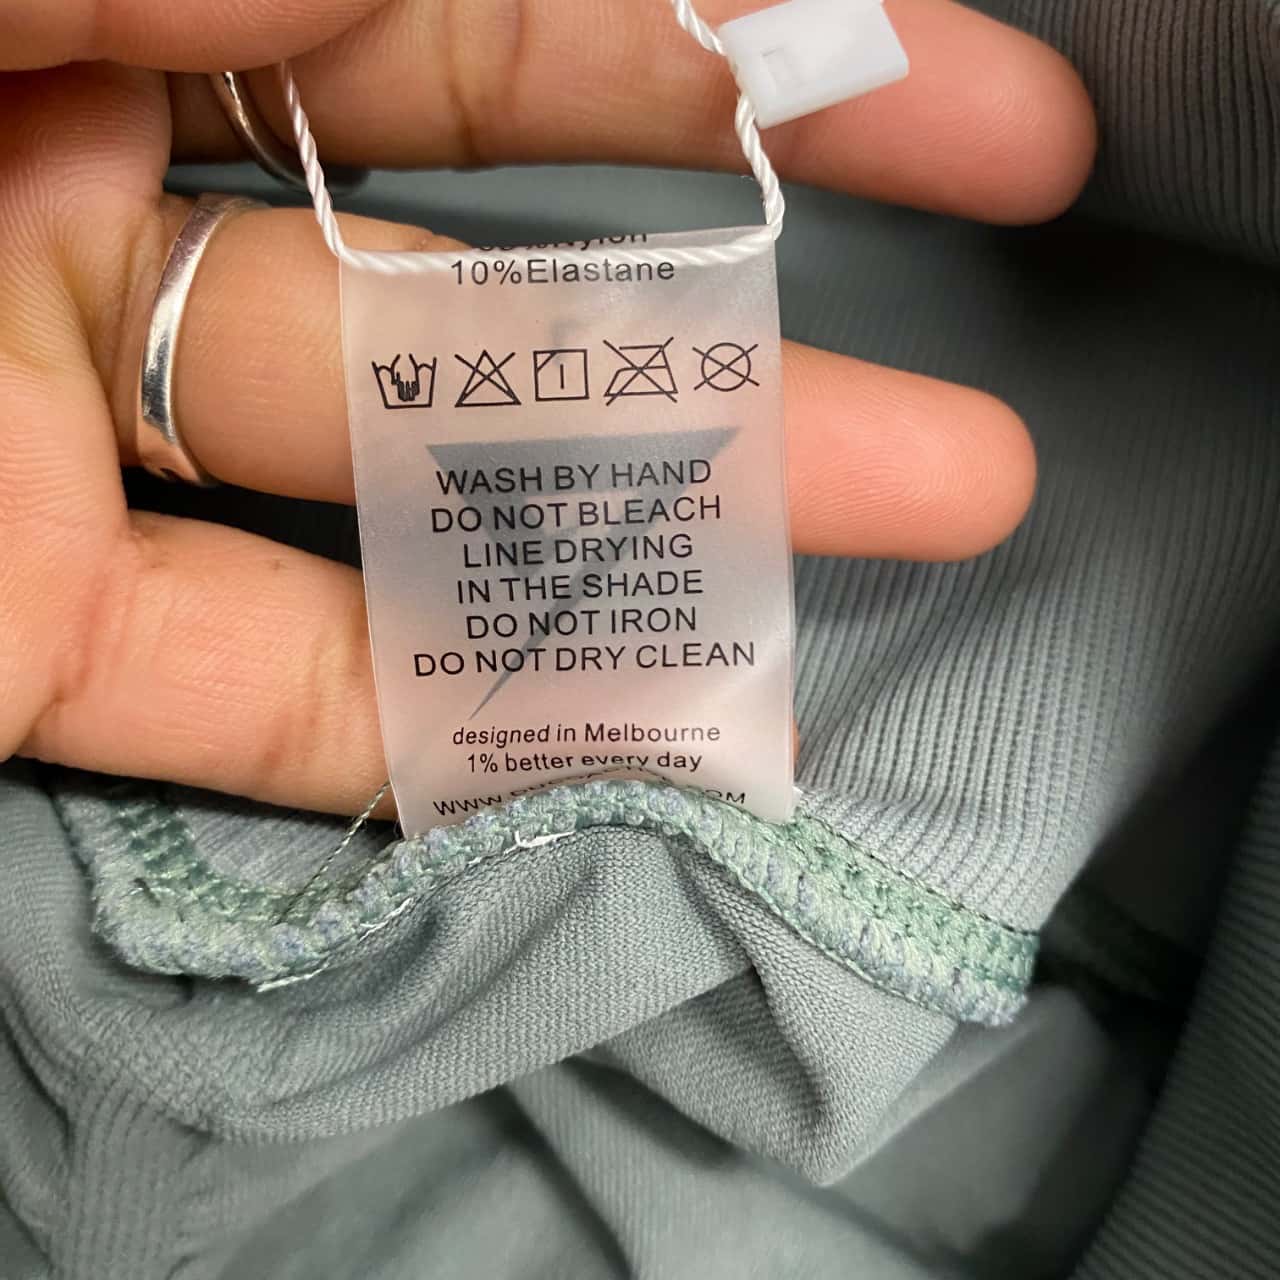 10%Elastane
WASH BY HAND
DO NOT BLEACH
LINE DRYING
IN THE SHADE
DO NOT IRON
DO NOT DRY CLEAN
designed in Melbourne
1% better every day